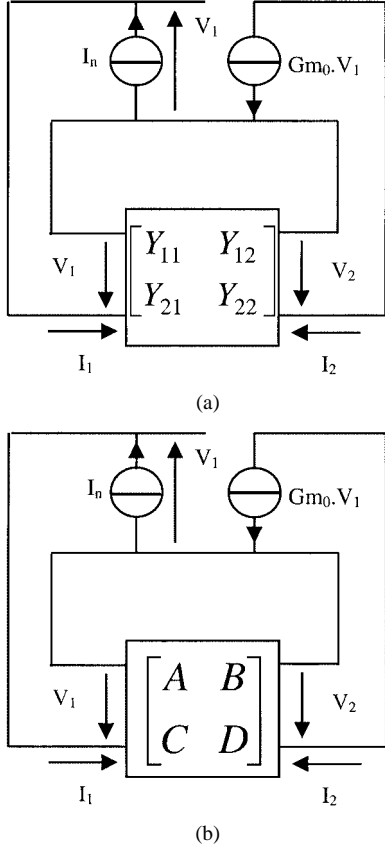 V₁
Iₙ
Gm₀.V₁
Y₁₁ Y₁₂
V₁
V₂
Y₂₁ Y₂₂
I₁
I₂
(a)
V₁
Iₙ
Gm₀.V₁
A B
V₁
V₂
C D
I₁
I₂
(b)